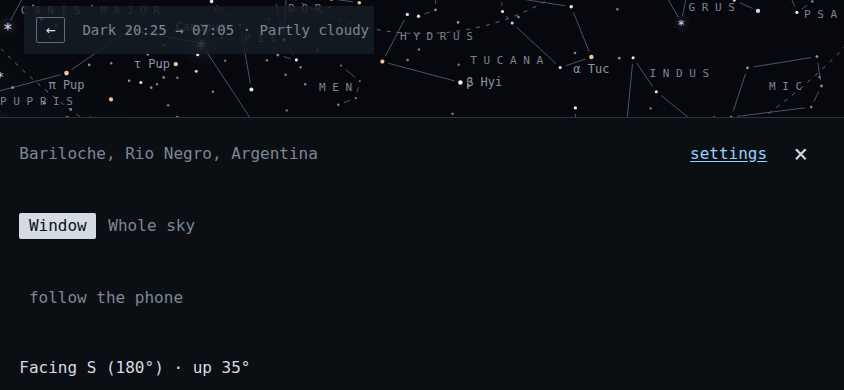 CANIS MAJOR
DOR
GRUS
PSA
← Dark 20:25 → 07:05 · Partly cloudy
HYDRUS
τ Pup
TUCANA
α Tuc
INDUS
π Pup
MEN
β Hyi
MIC
PUPPIS
Bariloche, Rio Negro, Argentina
settings ×
Window Whole sky
follow the phone
Facing S (180°) · up 35°